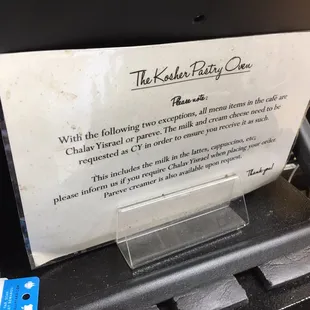 The Kosher Pastry Oven
Please note:
With the following two exceptions, all menu items in the café are
Chalav Yisrael or pareve. The milk and cream cheese need to be
requested as CY in order to ensure you receive it as such.
This includes the milk in the lattes, cappuccino, etc,
please inform us if you require Chalav Yisrael when placing your order.
Pareve creamer is also available upon request.
Thank you!